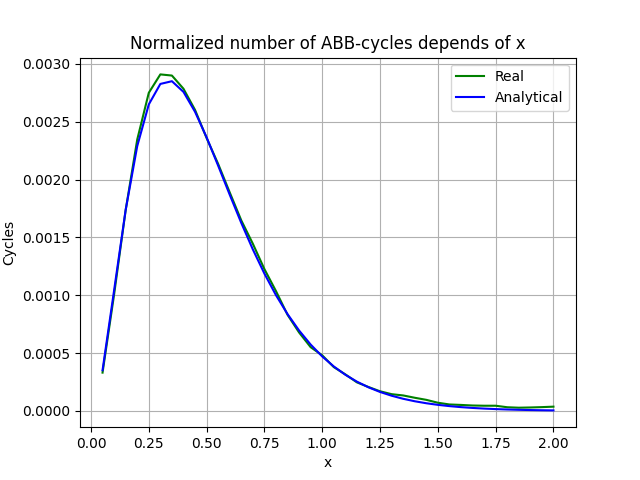 Normalized number of ABB-cycles depends of x
0.0030
0.0025
0.0020
0.0015
0.0010
0.0005
0.0000
Cycles
Real
Analytical
0.00 0.25 0.50 0.75 1.00 1.25 1.50 1.75 2.00
x